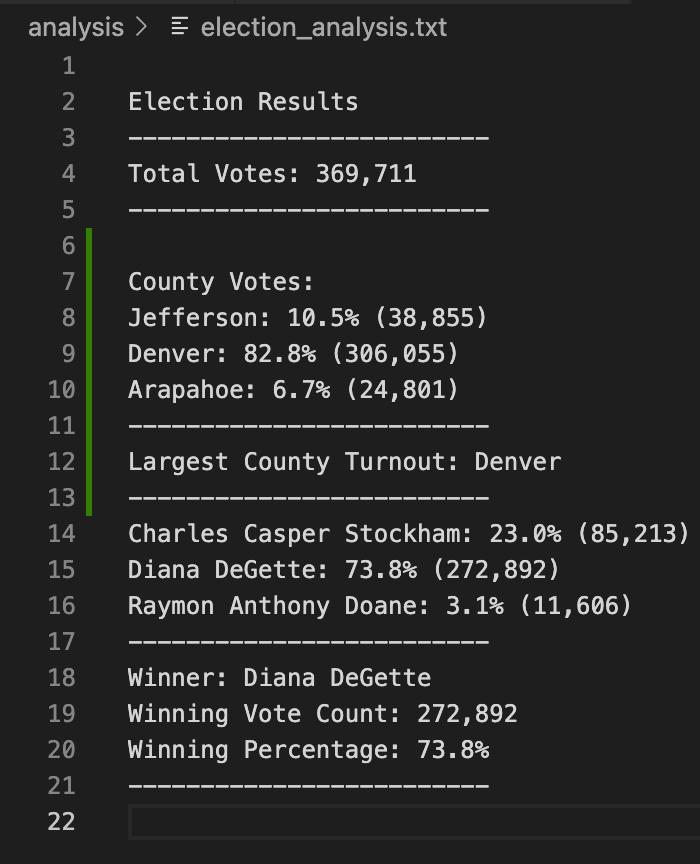 analysis > election_analysis.txt
1
2 Election Results
3 -------------------------
4 Total Votes: 369,711
5 -------------------------
6
7 County Votes:
8 Jefferson: 10.5% (38,855)
9 Denver: 82.8% (306,055)
10 Arapahoe: 6.7% (24,801)
11 -------------------------
12 Largest County Turnout: Denver
13 -------------------------
14 Charles Casper Stockham: 23.0% (85,213)
15 Diana DeGette: 73.8% (272,892)
16 Raymon Anthony Doane: 3.1% (11,606)
17 -------------------------
18 Winner: Diana DeGette
19 Winning Vote Count: 272,892
20 Winning Percentage: 73.8%
21 -------------------------
22